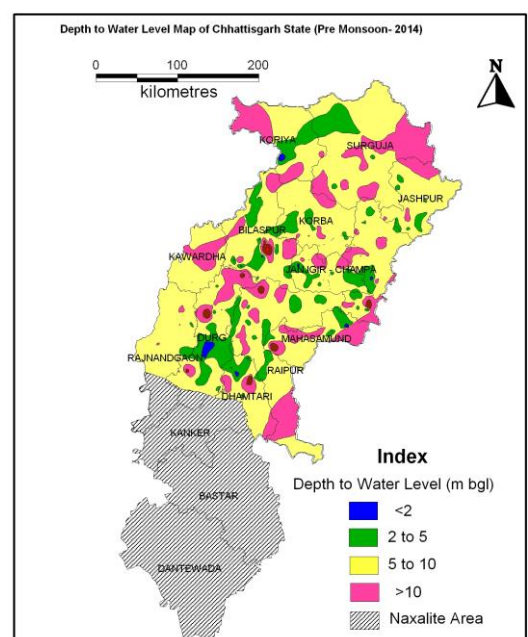 Depth to Water Level Map of Chhattisgarh State (Pre Monsoon- 2014)
0 100 200
kilometres
N
KORIYA
SURGUJA
JASHPUR
KORBA
BILASPUR
KAWARDHA
JANJGIR - CHAMPA
MAHASAMUND
DURG
RAJNANDGAON
RAIPUR
DHAMTARI
KANKER
BASTAR
DANTEWADA
Index
Depth to Water Level (m bgl)
<2
2 to 5
5 to 10
>10
Naxalite Area